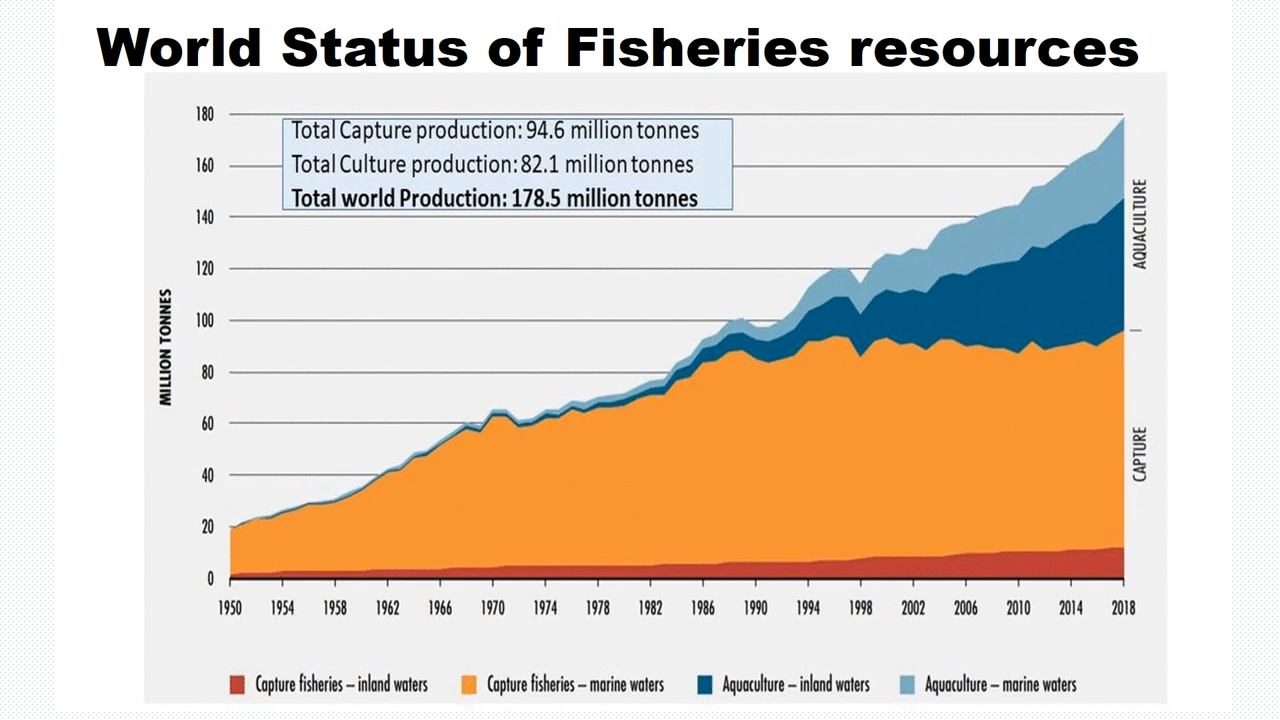 World Status of Fisheries resources
180
160
140
120
100
80
60
40
20
0
MILLION TONNES
Total Capture production: 94.6 million tonnes
Total Culture production: 82.1 million tonnes
Total world Production: 178.5 million tonnes
AQUACULTURE
CAPTURE
1950 1954 1958 1962 1966 1970 1974 1978 1982 1986 1990 1994 1998 2002 2006 2010 2014 2018
Capture fisheries – inland waters Capture fisheries – marine waters Aquaculture – inland waters Aquaculture – marine waters